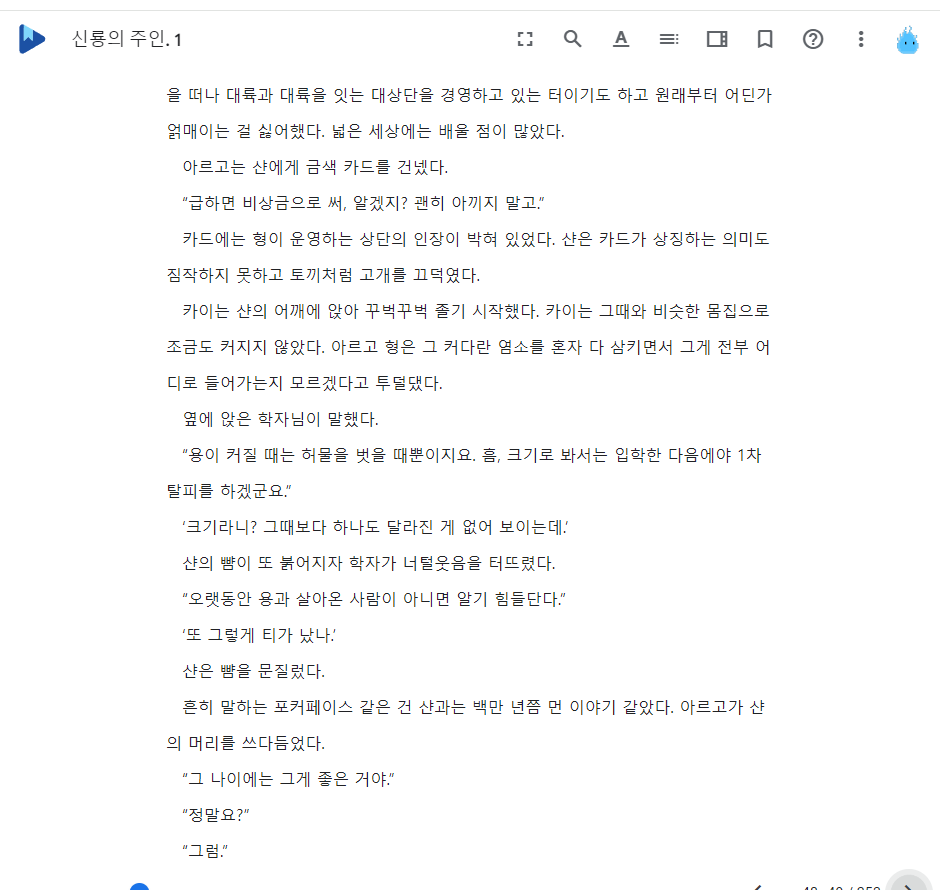 신룡의 주인. 1
을 떠나 대륙과 대륙을 잇는 대상단을 경영하고 있는 터이기도 하고 원래부터 어딘가
얽매이는 걸 싫어했다. 넓은 세상에는 배울 점이 많았다.
아르고는 샨에게 금색 카드를 건넸다.
“급하면 비상금으로 써, 알겠지? 괜히 아끼지 말고.”
카드에는 형이 운영하는 상단의 인장이 박혀 있었다. 샨은 카드가 상징하는 의미도
짐작하지 못하고 토끼처럼 고개를 끄덕였다.
카이는 샨의 어깨에 앉아 꾸벅꾸벅 졸기 시작했다. 카이는 그때와 비슷한 몸집으로
조금도 커지지 않았다. 아르고 형은 그 커다란 염소를 혼자 다 삼키면서 그게 전부 어
디로 들어가는지 모르겠다고 투덜댔다.
옆에 앉은 학자님이 말했다.
“용이 커질 때는 허물을 벗을 때뿐이지요. 흠, 크기로 봐서는 입학한 다음에야 1차
탈피를 하겠군요.”
‘크기라니? 그때보다 하나도 달라진 게 없어 보이는데.’
샨의 뺨이 또 붉어지자 학자가 너털웃음을 터뜨렸다.
“오랫동안 용과 살아온 사람이 아니면 알기 힘들단다.”
‘또 그렇게 티가 났나.’
샨은 뺨을 문질렀다.
흔히 말하는 포커페이스 같은 건 샨과는 백만 년쯤 먼 이야기 같았다. 아르고가 샨
의 머리를 쓰다듬었다.
“그 나이에는 그게 좋은 거야.”
“정말요?”
“그럼.”